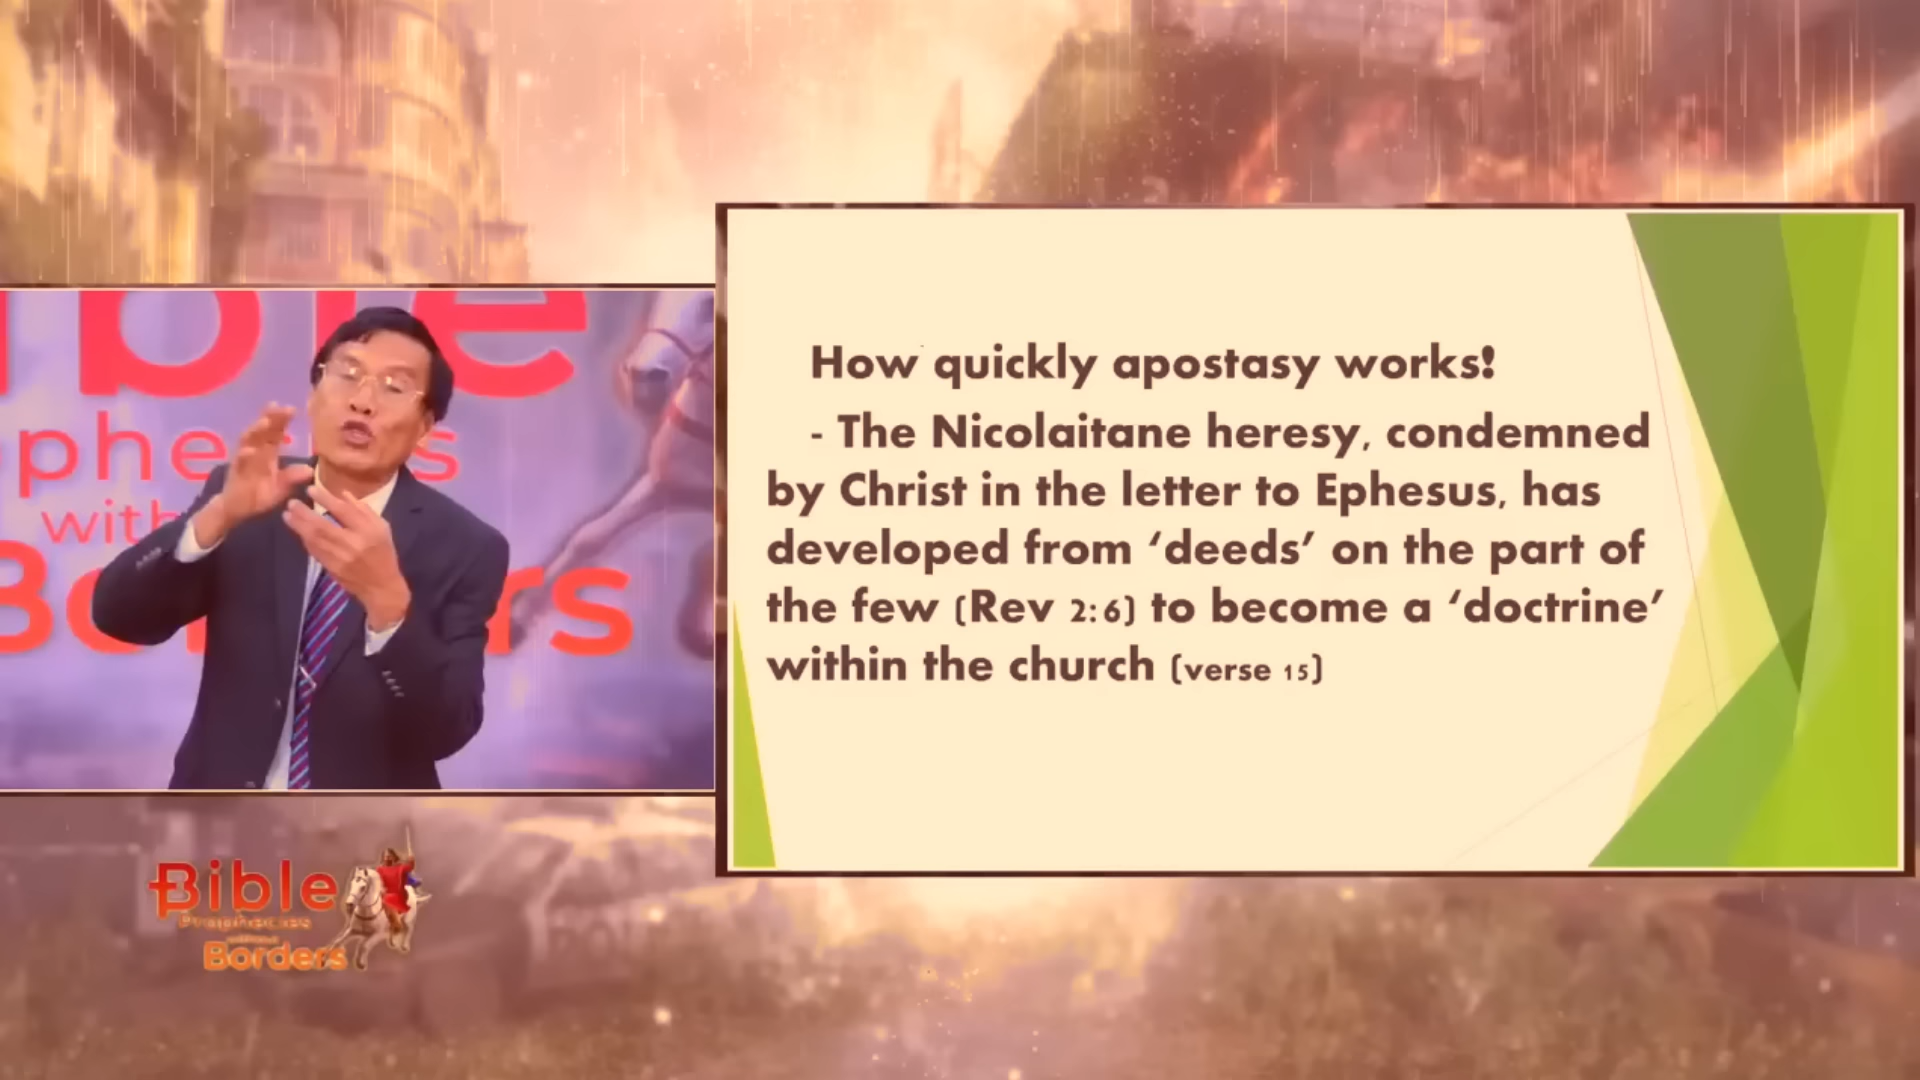 How quickly apostasy works!
- The Nicolaitane heresy, condemned
by Christ in the letter to Ephesus, has
developed from ‘deeds’ on the part of
the few (Rev 2:6) to become a ‘doctrine’
within the church (verse 15)
Bible
Prophecies
without
Borders